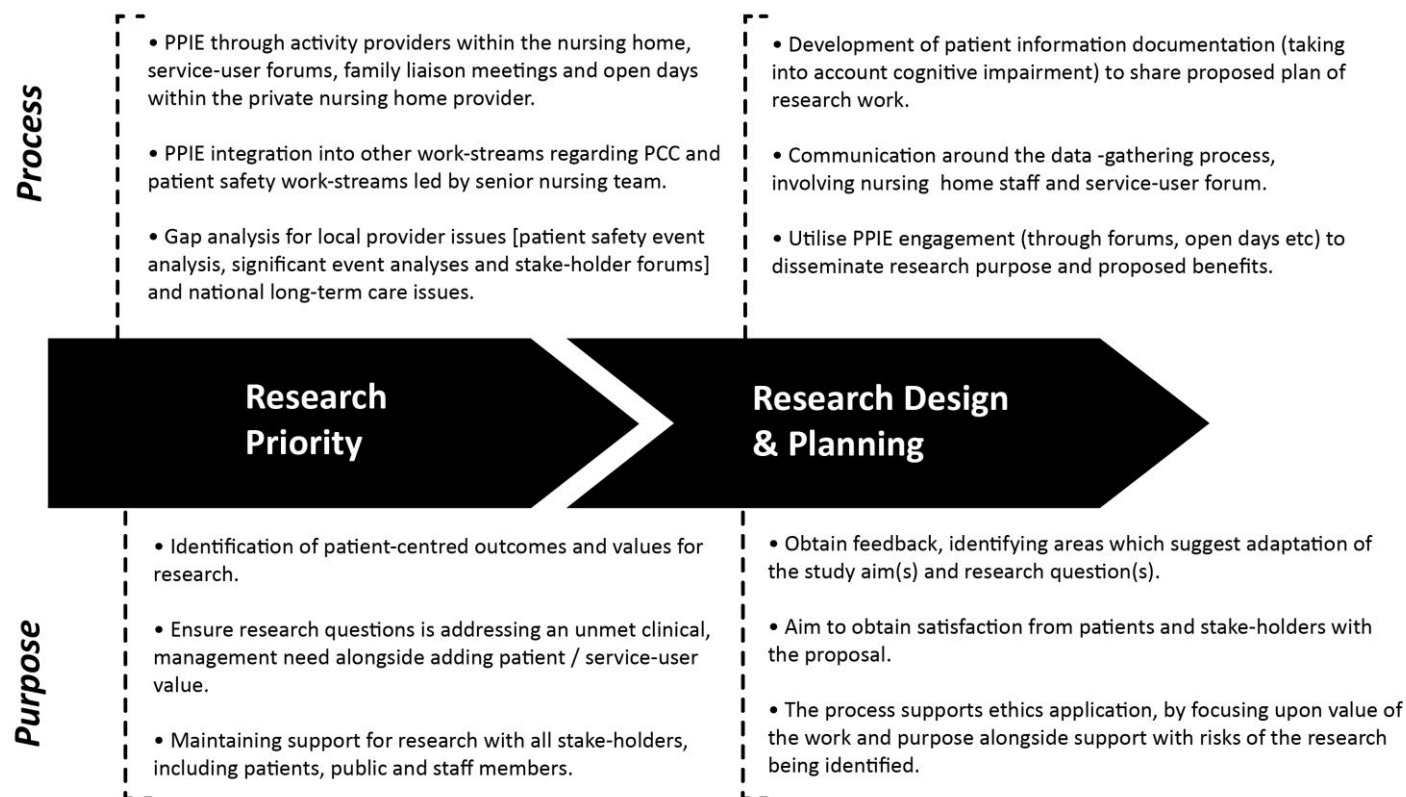 Process
• PPIE through activity providers within the nursing home,
service-user forums, family liaison meetings and open days
within the private nursing home provider.
• PPIE integration into other work-streams regarding PCC and
patient safety work-streams led by senior nursing team.
• Gap analysis for local provider issues [patient safety event
analysis, significant event analyses and stake-holder forums]
and national long-term care issues.
• Development of patient information documentation (taking
into account cognitive impairment) to share proposed plan of
research work.
• Communication around the data -gathering process,
involving nursing  home staff and service-user forum.
• Utilise PPIE engagement (through forums, open days etc) to
disseminate research purpose and proposed benefits.
Research
Priority
Research Design
& Planning
Purpose
• Identification of patient-centred outcomes and values for
research.
• Ensure research questions is addressing an unmet clinical,
management need alongside adding patient / service-user
value.
• Maintaining support for research with all stake-holders,
including patients, public and staff members.
• Obtain feedback, identifying areas which suggest adaptation of
the study aim(s) and research question(s).
• Aim to obtain satisfaction from patients and stake-holders with
the proposal.
• The process supports ethics application, by focusing upon value of
the work and purpose alongside support with risks of the research
being identified.